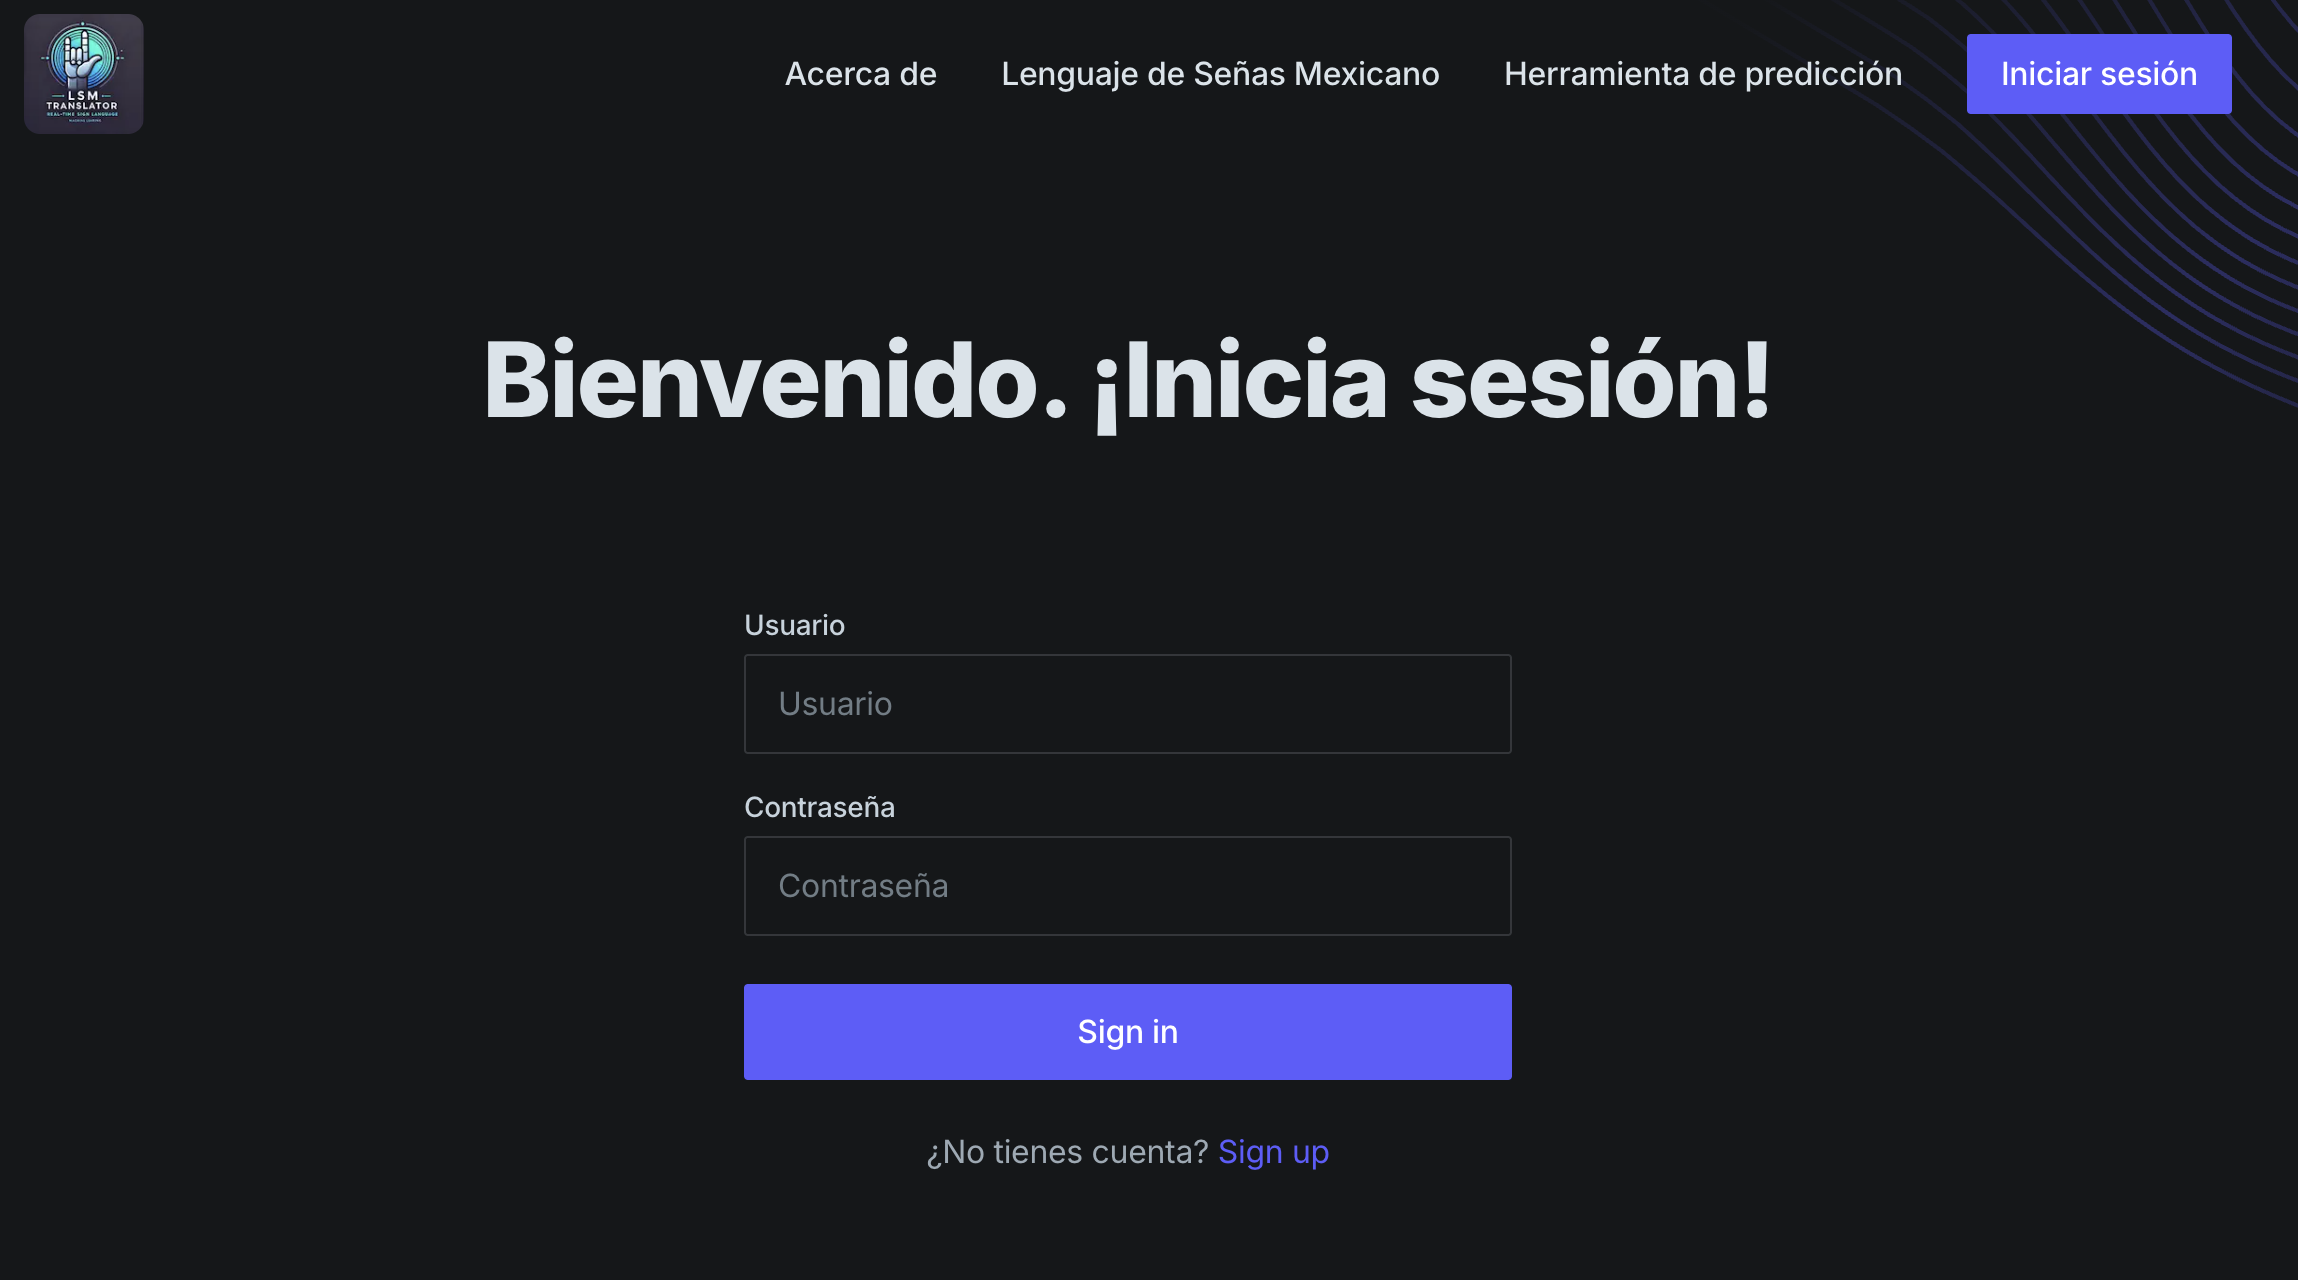 LSM
TRANSLATOR
REAL-TIME SIGN LANGUAGE
Acerca de
Lenguaje de Señas Mexicano
Herramienta de predicción
Iniciar sesión
Bienvenido. ¡Inicia sesión!
Usuario
Usuario
Contraseña
Contraseña
Sign in
¿No tienes cuenta? Sign up